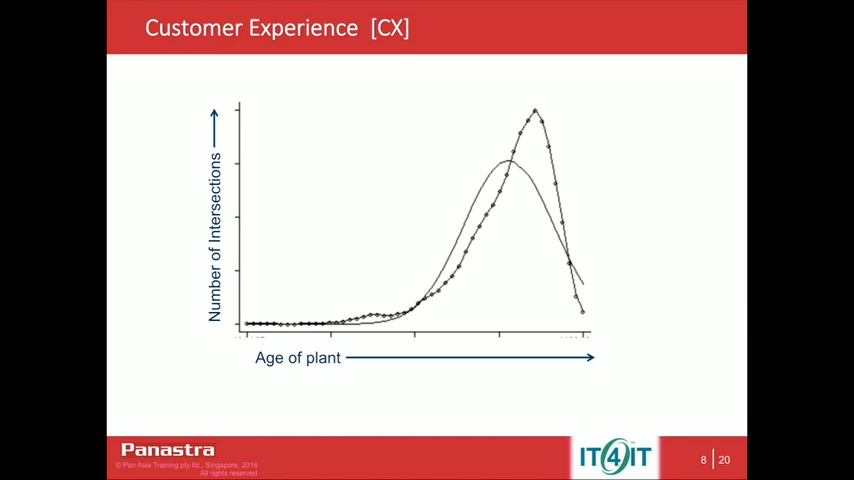 Customer Experience [CX]
Number of Intersections
Age of plant
Panastra
© Pan Asia Training pty ltd., Singapore, 2016
All rights reserved
IT4IT
8 20